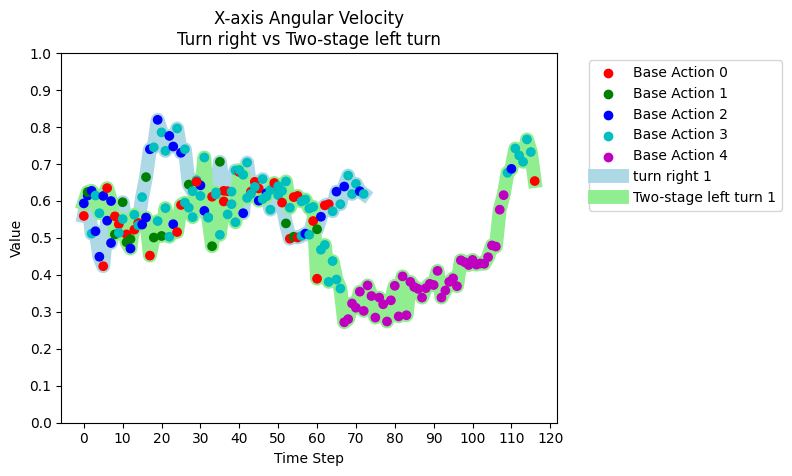 X-axis Angular Velocity
Turn right vs Two-stage left turn
1.0
0.9
0.8
0.7
0.6
0.5
0.4
0.3
0.2
0.1
0.0
Value
0 10 20 30 40 50 60 70 80 90 100 110 120
Time Step
Base Action 0
Base Action 1
Base Action 2
Base Action 3
Base Action 4
turn right 1
Two-stage left turn 1